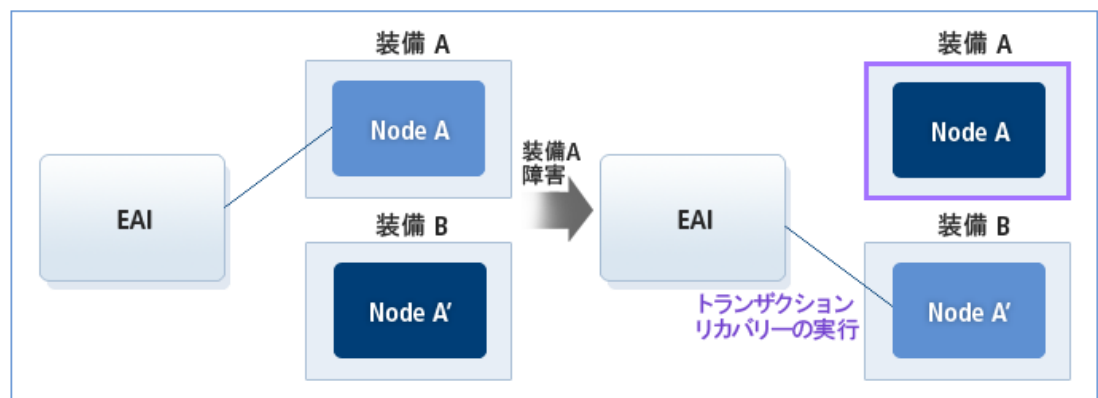 装備 A
Node A
EAI
装備 B
Node A′
装備A
障害
装備 A
Node A
EAI
装備 B
Node A′
トランザクション
リカバリーの実行